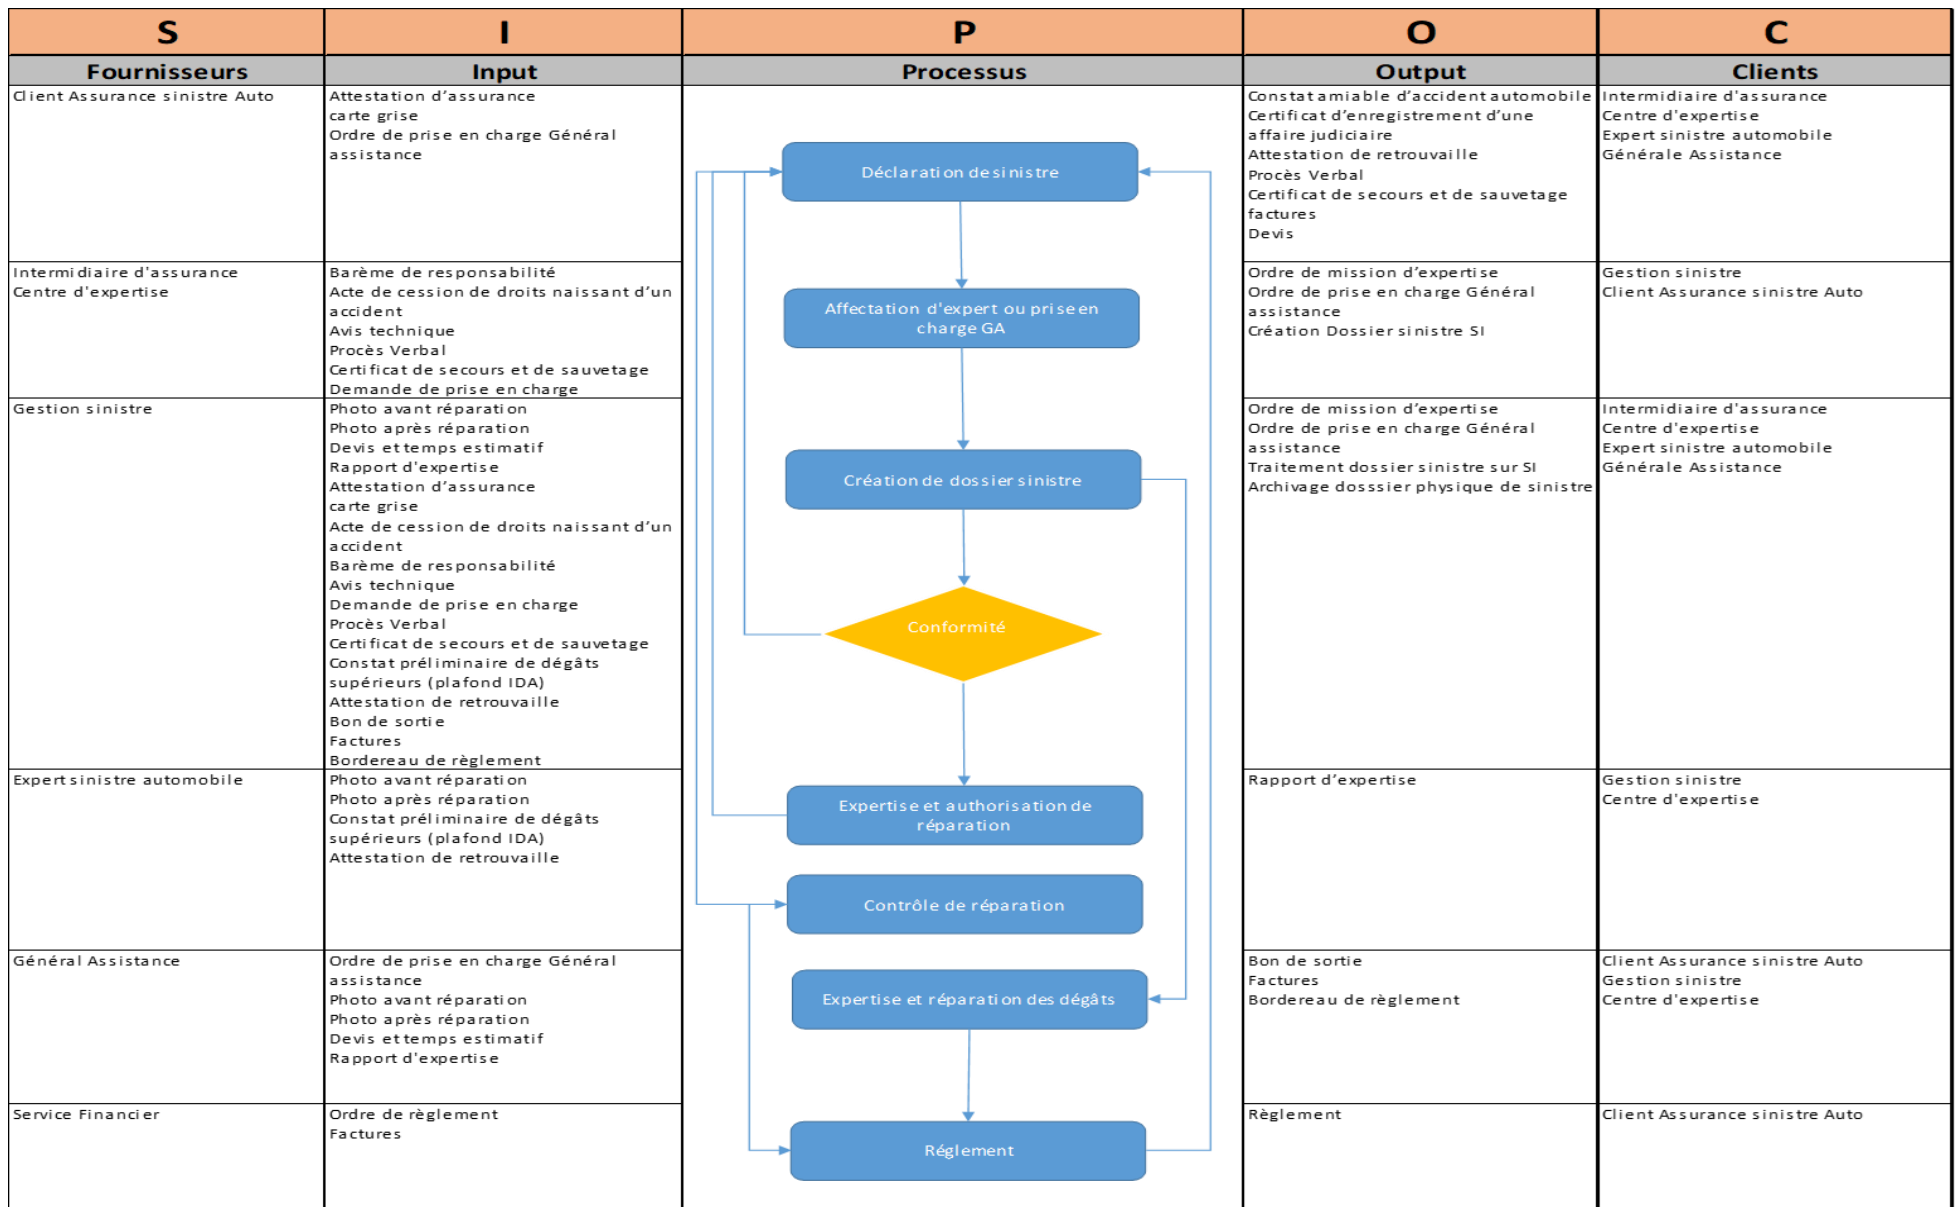 S
I
P
O
C
Fournisseurs
Input
Processus
Output
Clients
Client Assurance sinistre Auto
Attestation d’assurance
carte grise
Ordre de prise en charge Général
assistance
Constat amiable d’accident automobile
Certificat d’enregistrement d’une
affaire judiciaire
Attestation de retrouvaille
Procès Verbal
Certificat de secours et de sauvetage
factures
Devis
Intermidiaire d'assurance
Centre d'expertise
Expert sinistre automobile
Générale Assistance
Déclaration de sinistre
Intermidiaire d'assurance
Centre d'expertise
Barème de responsabilité
Acte de cession de droits naissant d’un
accident
Avis technique
Procès Verbal
Certificat de secours et de sauvetage
Demande de prise en charge
Affectation d'expert ou prise en
charge GA
Ordre de mission d’expertise
Ordre de prise en charge Général
assistance
Création Dossier sinistre SI
Gestion sinistre
Client Assurance sinistre Auto
Gestion sinistre
Photo avant réparation
Photo après réparation
Devis et temps estimatif
Rapport d'expertise
Attestation d’assurance
carte grise
Acte de cession de droits naissant d’un
accident
Barème de responsabilité
Avis technique
Demande de prise en charge
Procès Verbal
Certificat de secours et de sauvetage
Constat préliminaire de dégâts
supérieurs (plafond IDA)
Attestation de retrouvaille
Bon de sortie
Factures
Bordereau de règlement
Création de dossier sinistre
Conformité
Ordre de mission d’expertise
Ordre de prise en charge Général
assistance
Traitement dossier sinistre sur SI
Archivage dosssier physique de sinistre
Intermidiaire d'assurance
Centre d'expertise
Expert sinistre automobile
Générale Assistance
Expert sinistre automobile
Photo avant réparation
Photo après réparation
Constat préliminaire de dégâts
supérieurs (plafond IDA)
Attestation de retrouvaille
Expertise et authorisation de
réparation
Contrôle de réparation
Rapport d’expertise
Gestion sinistre
Centre d'expertise
Général Assistance
Ordre de prise en charge Général
assistance
Photo avant réparation
Photo après réparation
Devis et temps estimatif
Rapport d'expertise
Expertise et réparation des dégâts
Bon de sortie
Factures
Bordereau de règlement
Client Assurance sinistre Auto
Gestion sinistre
Centre d'expertise
Service Financier
Ordre de règlement
Factures
Réglement
Règlement
Client Assurance sinistre Auto